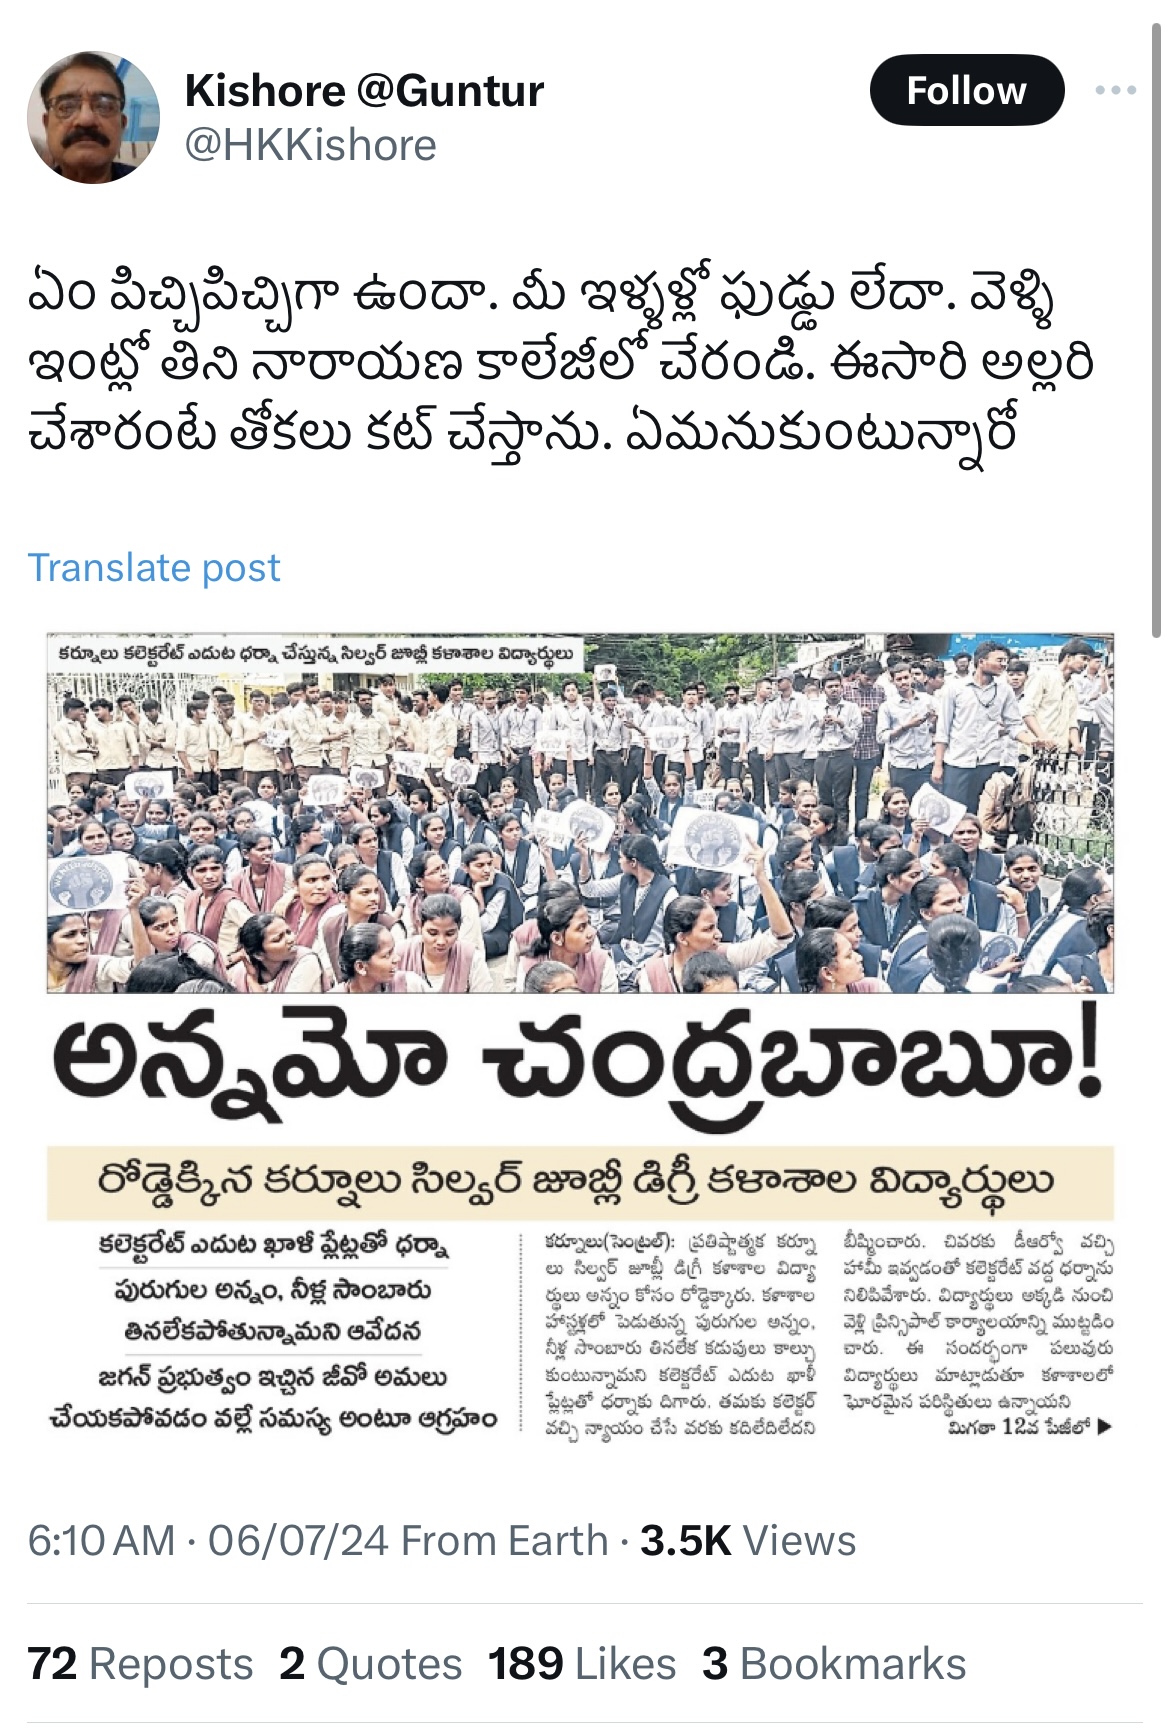 Kishore @Guntur
Follow
@HKKishore
ఏం పిచ్చిపిచ్చిగా ఉందా. మీ ఇళ్ళళ్లో ఫుడ్డు లేదా. వెళ్ళి
ఇంట్లో తిని నారాయణ కాలేజీలో చేరండి. ఈసారి అల్లరి
చేశారంటే తోకలు కట్ చేస్తాను. ఏమనుకుంటున్నారో
Translate post
కర్నూలు కలెక్టరేట్ ఎదుట ధర్నా చేస్తున్న సిల్వర్ జూబ్లీ కళాశాల విద్యార్థులు
అన్నమో చంద్రబాబూ!
రోడ్డెక్కిన కర్నూలు సిల్వర్ జూబ్లీ డిగ్రీ కళాశాల విద్యార్థులు
కలెక్టరేట్ ఎదుట ఖాళీ ప్లేట్లతో ధర్నా
పురుగుల అన్నం, నీళ్ల సాంబారు
తినలేకపోతున్నామని ఆవేదన
జగన్ ప్రభుత్వం ఇచ్చిన జీవో అమలు
చేయకపోవడం వల్లే సమస్య అంటూ ఆగ్రహం
కర్నూలు(సెంట్రల్): ప్రతిష్టాత్మక కర్నూ
లు సిల్వర్ జూబ్లీ డిగ్రీ కళాశాల విద్యా
ర్థులు అన్నం కోసం రోడ్డెక్కారు. కళాశాల
హాస్టళ్లలో పెడుతున్న పురుగుల అన్నం,
నీళ్ల సాంబారు తినలేక కడుపులు కాల్చు
కుంటున్నామని కలెక్టరేట్ ఎదుట ఖాళీ
ప్లేట్లతో ధర్నాకు దిగారు. తమకు కలెక్టర్
వచ్చి న్యాయం చేసే వరకు కదిలేదిలేదని
బీష్మించారు. చివరకు డీఆర్వో వచ్చి
హామీ ఇవ్వడంతో కలెక్టరేట్ వద్ద ధర్నాను
నిలిపివేశారు. విద్యార్థులు అక్కడి నుంచి
వెళ్లి ప్రిన్సిపాల్ కార్యాలయాన్ని ముట్టడిం
చారు. ఈ సందర్భంగా పలువురు
విద్యార్థులు మాట్లాడుతూ కళాశాలలో
ఘోరమైన పరిస్థితులు ఉన్నాయని
మిగతా 12వ పేజీలో ▶
6:10 AM · 06/07/24 From Earth · 3.5K Views
72 Reposts 2 Quotes 189 Likes 3 Bookmarks